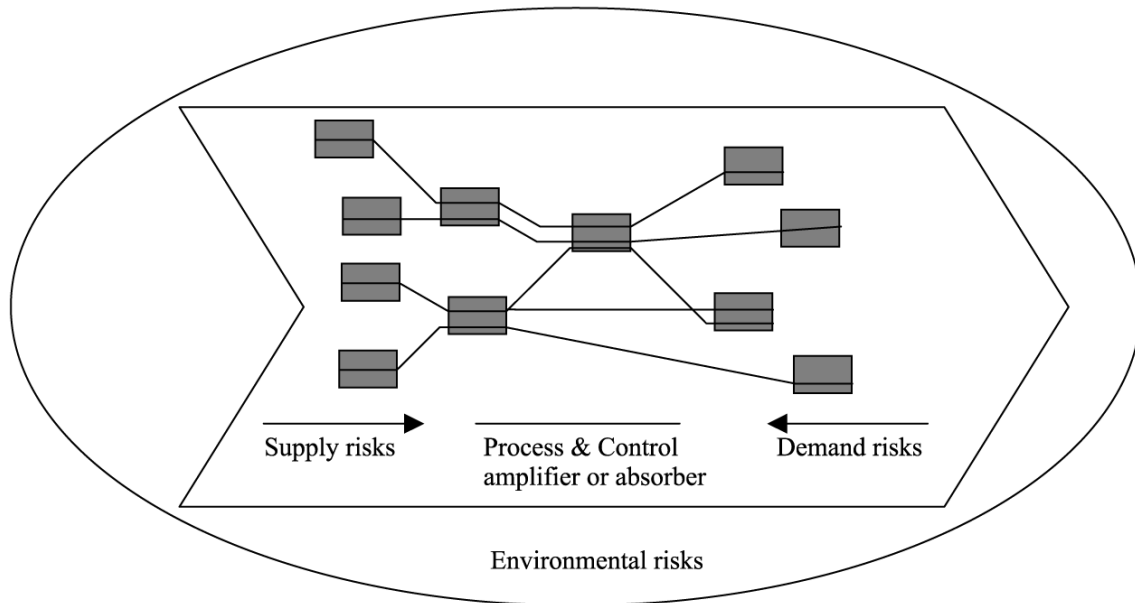 Supply risks
Process & Control
amplifier or absorber
Demand risks
Environmental risks